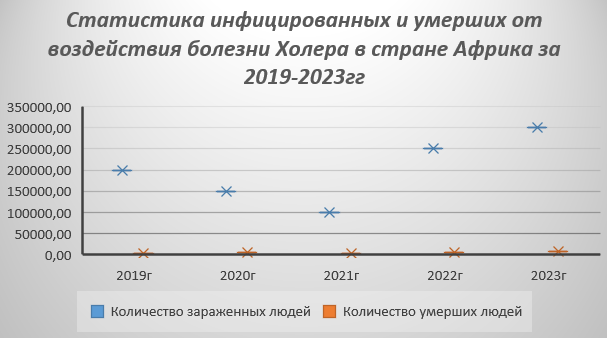 Статистика инфицированных и умерших от
воздействия болезни Холера в стране Африка за
2019-2023гг
350000,00
300000,00
250000,00
200000,00
150000,00
100000,00
50000,00
0,00
2019г 2020г 2021г 2022г 2023г
Количество зараженных людей Количество умерших людей